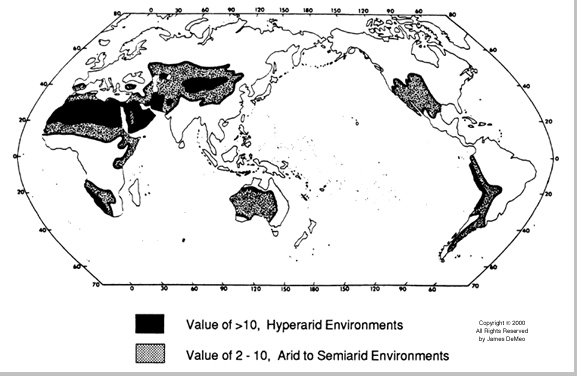 80 0 30 60 90 120 150 180 150 120 90 60 80
60 60
40 40
20 20
0 0
20 20
40 40
60 60
70 0 30 60 90 120 150 180 150 120 90 60 70
Value of >10, Hyperarid Environments
Value of 2 - 10, Arid to Semiarid Environments
Copyright © 2000
All Rights Reserved
by James DeMeo